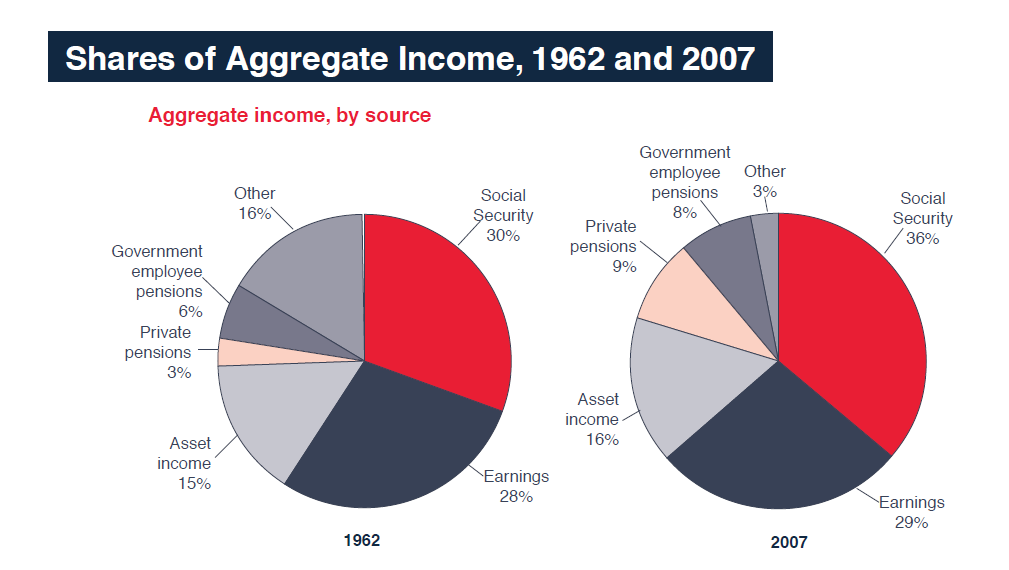 Shares of Aggregate Income, 1962 and 2007
Aggregate income, by source
Other
16%
Social
Security
30%
Government
employee
pensions
6%
Private
pensions
3%
Asset
income
15%
Earnings
28%
1962
Government
employee
pensions
8%
Other
3%
Social
Security
36%
Private
pensions
9%
Asset
income
16%
Earnings
29%
2007